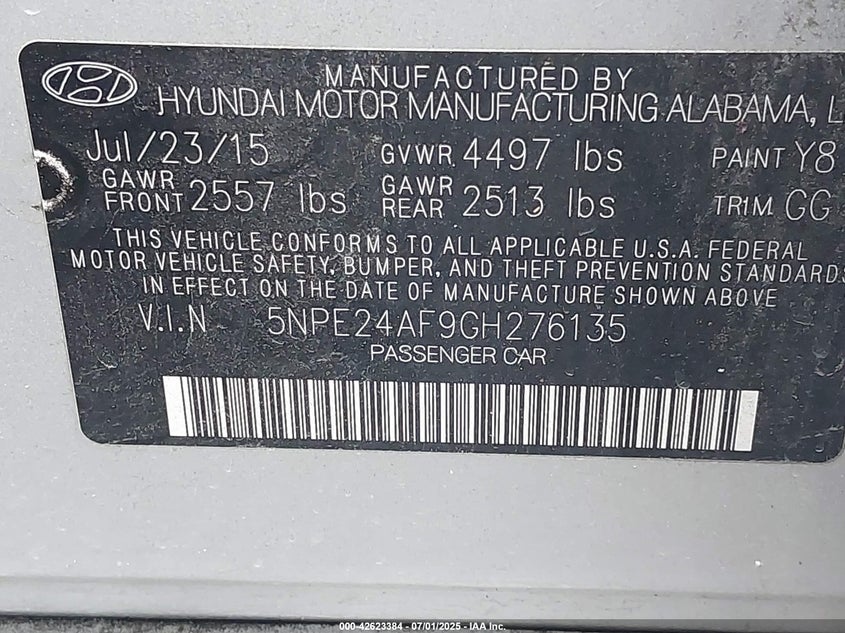 MANUFACTURED BY
HYUNDAI MOTOR MANUFACTURING ALABAMA, L
Jul/23/15 GVWR 4497 lbs PAINT Y8
GAWR FRONT 2557 lbs GAWR REAR 2513 lbs TRIM GG
THIS VEHICLE CONFORMS TO ALL APPLICABLE U.S.A. FEDERAL
MOTOR VEHICLE SAFETY, BUMPER, AND THEFT PREVENTION STANDARDS
IN EFFECT ON THE DATE OF MANUFACTURE SHOWN ABOVE
V.I.N 5NPE24AF9GH276135
PASSENGER CAR
000-42623384 - 07/01/2025 - IAA Inc.